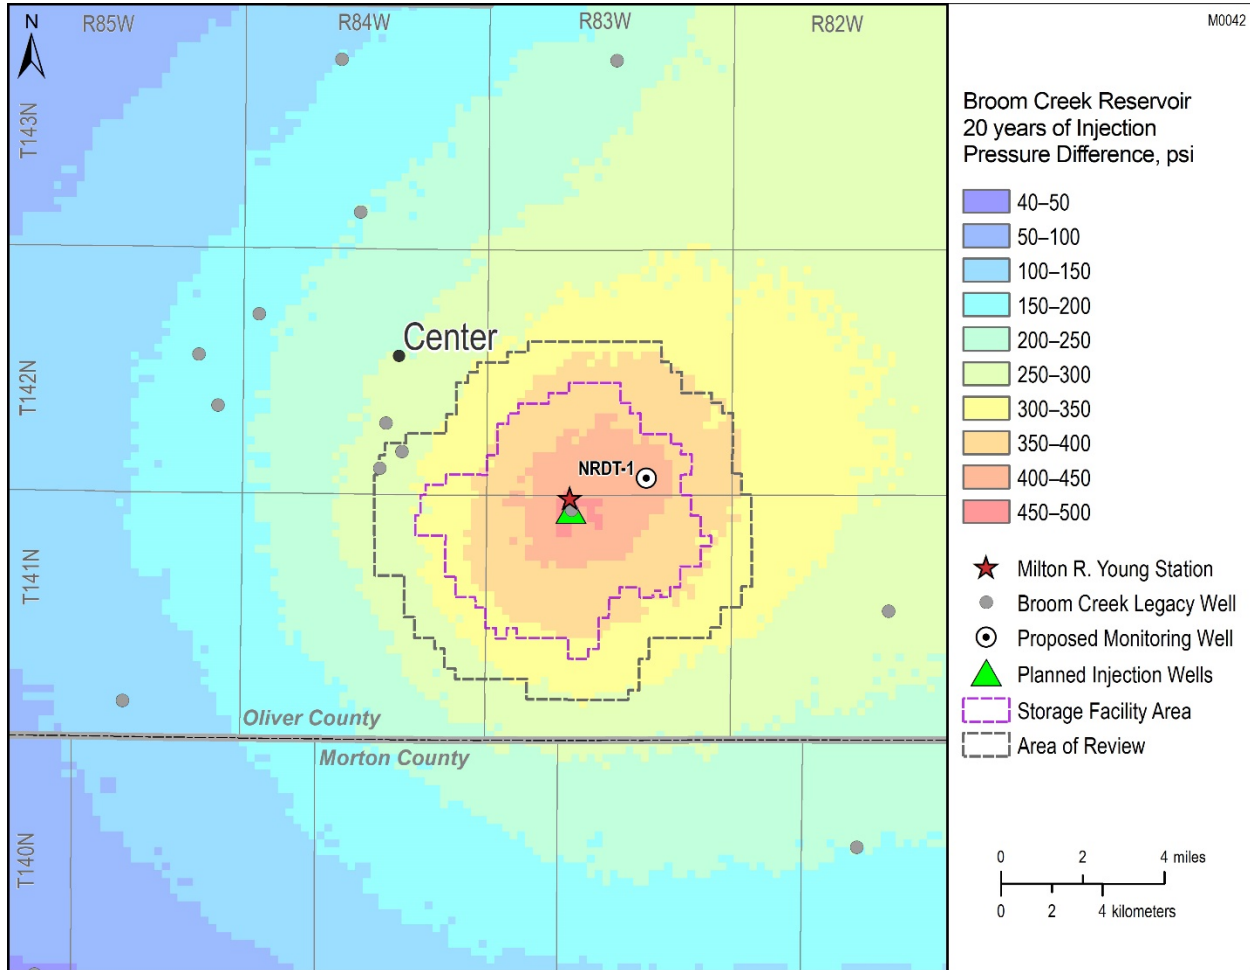 N
R85W
R84W
R83W
R82W
M0042
T143N
T142N
T141N
T140N
Center
NRDT-1
Oliver County
Morton County
Broom Creek Reservoir
20 years of Injection
Pressure Difference, psi
40–50
50–100
100–150
150–200
200–250
250–300
300–350
350–400
400–450
450–500
Milton R. Young Station
Broom Creek Legacy Well
Proposed Monitoring Well
Planned Injection Wells
Storage Facility Area
Area of Review
0 2 4 miles
0 2 4 kilometers